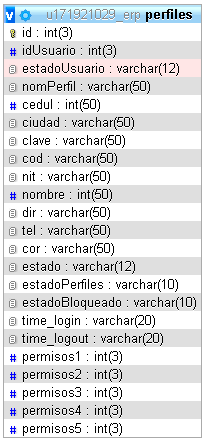 u171921029_erp perfiles
id : int(3)
idUsuario : int(3)
estadoUsuario : varchar(12)
nomPerfil : varchar(50)
cedul : int(50)
ciudad : varchar(50)
clave : varchar(50)
cod : varchar(50)
nit : varchar(50)
nombre : int(50)
dir : varchar(50)
tel : varchar(50)
cor : varchar(50)
estado : varchar(12)
estadoPerfiles : varchar(10)
estadoBloqueado : varchar(10)
time_login : varchar(20)
time_logout : varchar(20)
permisos1 : int(3)
permisos2 : int(3)
permisos3 : int(3)
permisos4 : int(3)
permisos5 : int(3)